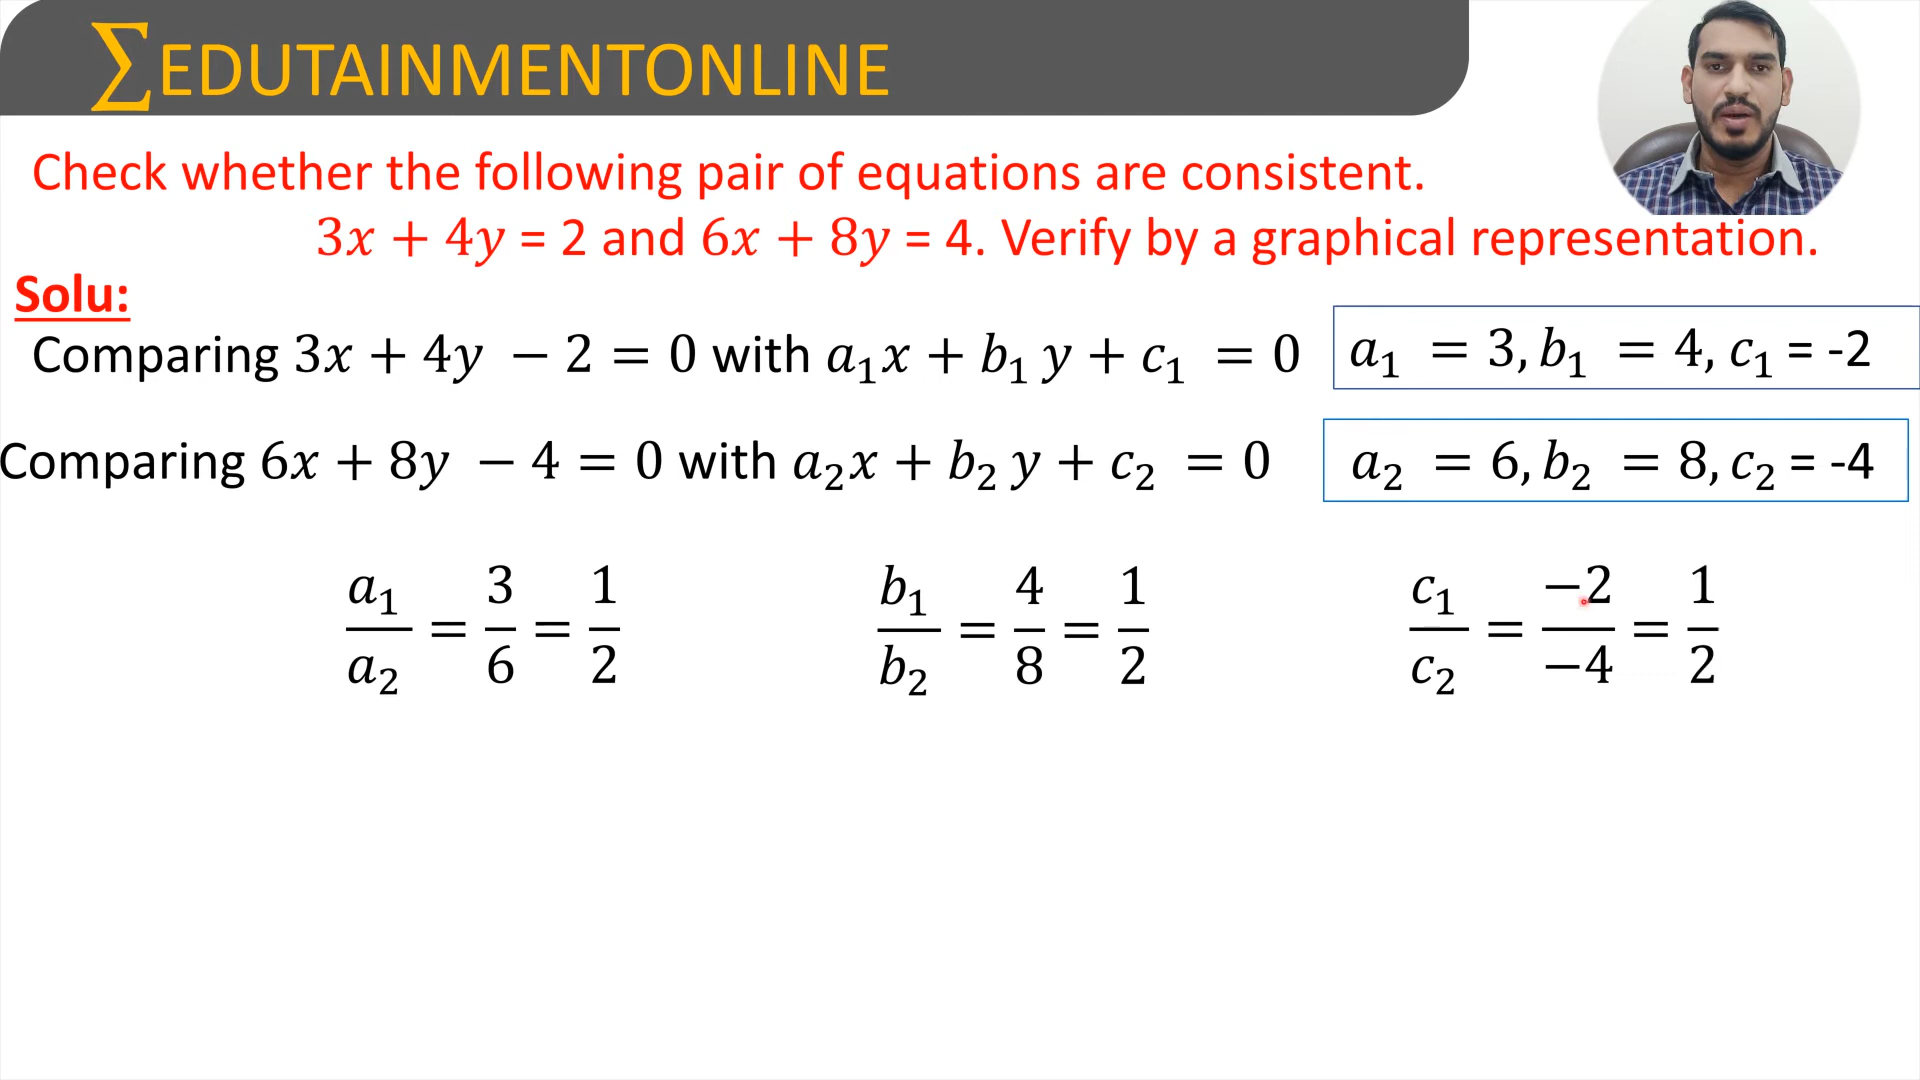 ∑EDUTAINMENTONLINE
Check whether the following pair of equations are consistent.
3x + 4y = 2 and 6x + 8y = 4. Verify by a graphical representation.
Solu:
Comparing 3x + 4y − 2 = 0 with a₁x + b₁ y + c₁ = 0
a₁ = 3, b₁ = 4, c₁ = -2
Comparing 6x + 8y − 4 = 0 with a₂x + b₂ y + c₂ = 0
a₂ = 6, b₂ = 8, c₂ = -4
a₁/a₂ = 3/6 = 1/2
b₁/b₂ = 4/8 = 1/2
c₁/c₂ = −2/−4 = 1/2